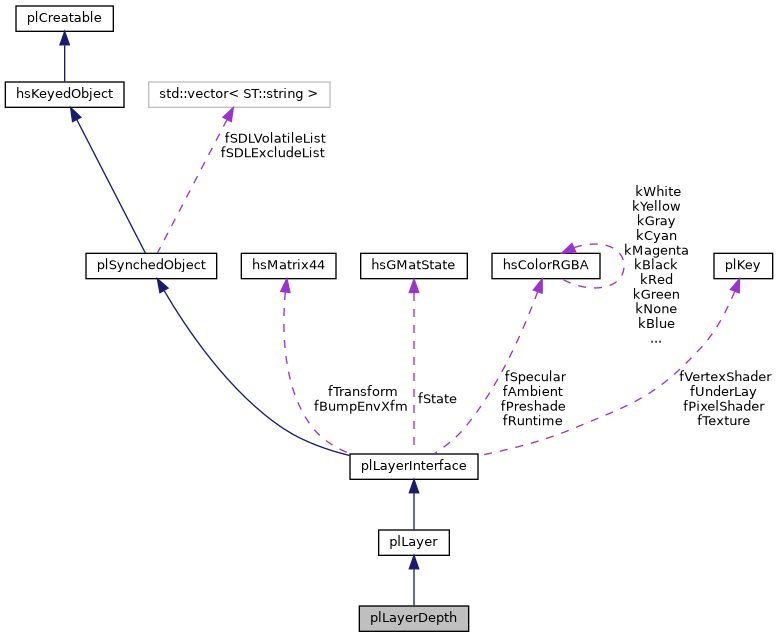 plCreatable
hsKeyedObject
std::vector< ST::string >
fSDLVolatileList
fSDLExcludeList
kWhite
kYellow
kGray
kCyan
kMagenta
kBlack
kRed
kGreen
kNone
kBlue
...
plSynchedObject
hsMatrix44
hsGMatState
hsColorRGBA
plKey
fTransform
fBumpEnvXfm
fState
fSpecular
fAmbient
fPreshade
fRuntime
fVertexShader
fUnderLay
fPixelShader
fTexture
plLayerInterface
plLayer
plLayerDepth